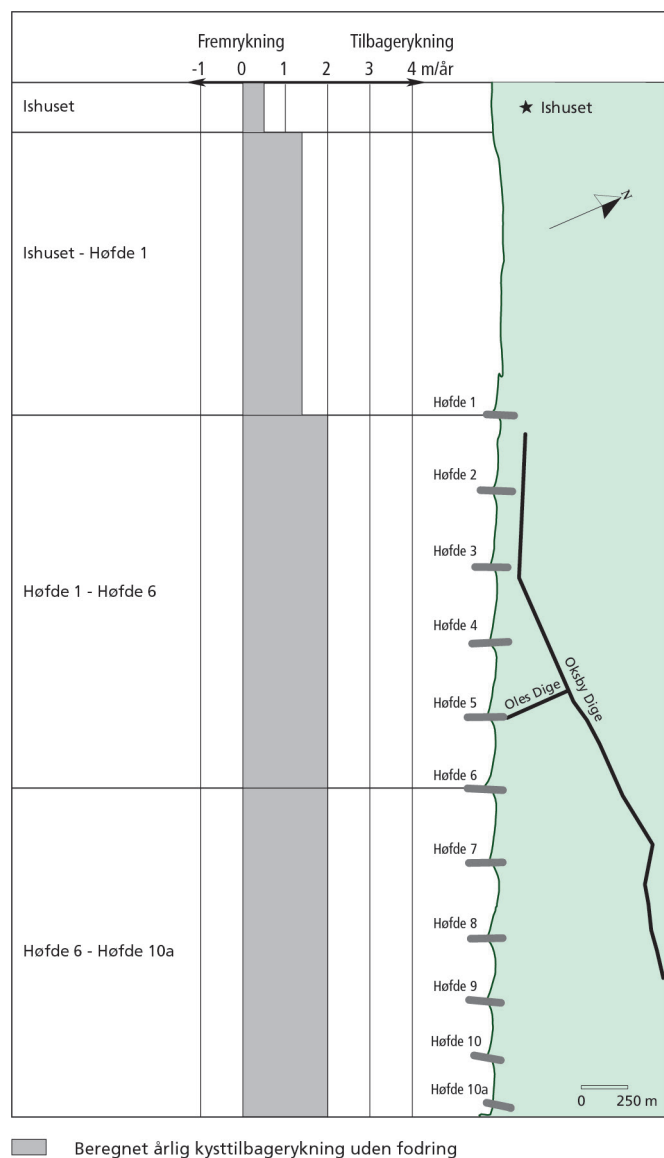 Fremrykning Tilbagerykning
-1 0 1 2 3 4 m/år
Ishuset
Ishuset
N
Ishuset - Høfde 1
Høfde 1
Høfde 2
Høfde 3
Høfde 1 - Høfde 6
Høfde 4
Oksby Dige
Oles Dige
Høfde 5
Høfde 6
Høfde 7
Høfde 8
Høfde 6 - Høfde 10a
Høfde 9
Høfde 10
Høfde 10a
0 250 m
Beregnet årlig kysttilbagerykning uden fodring